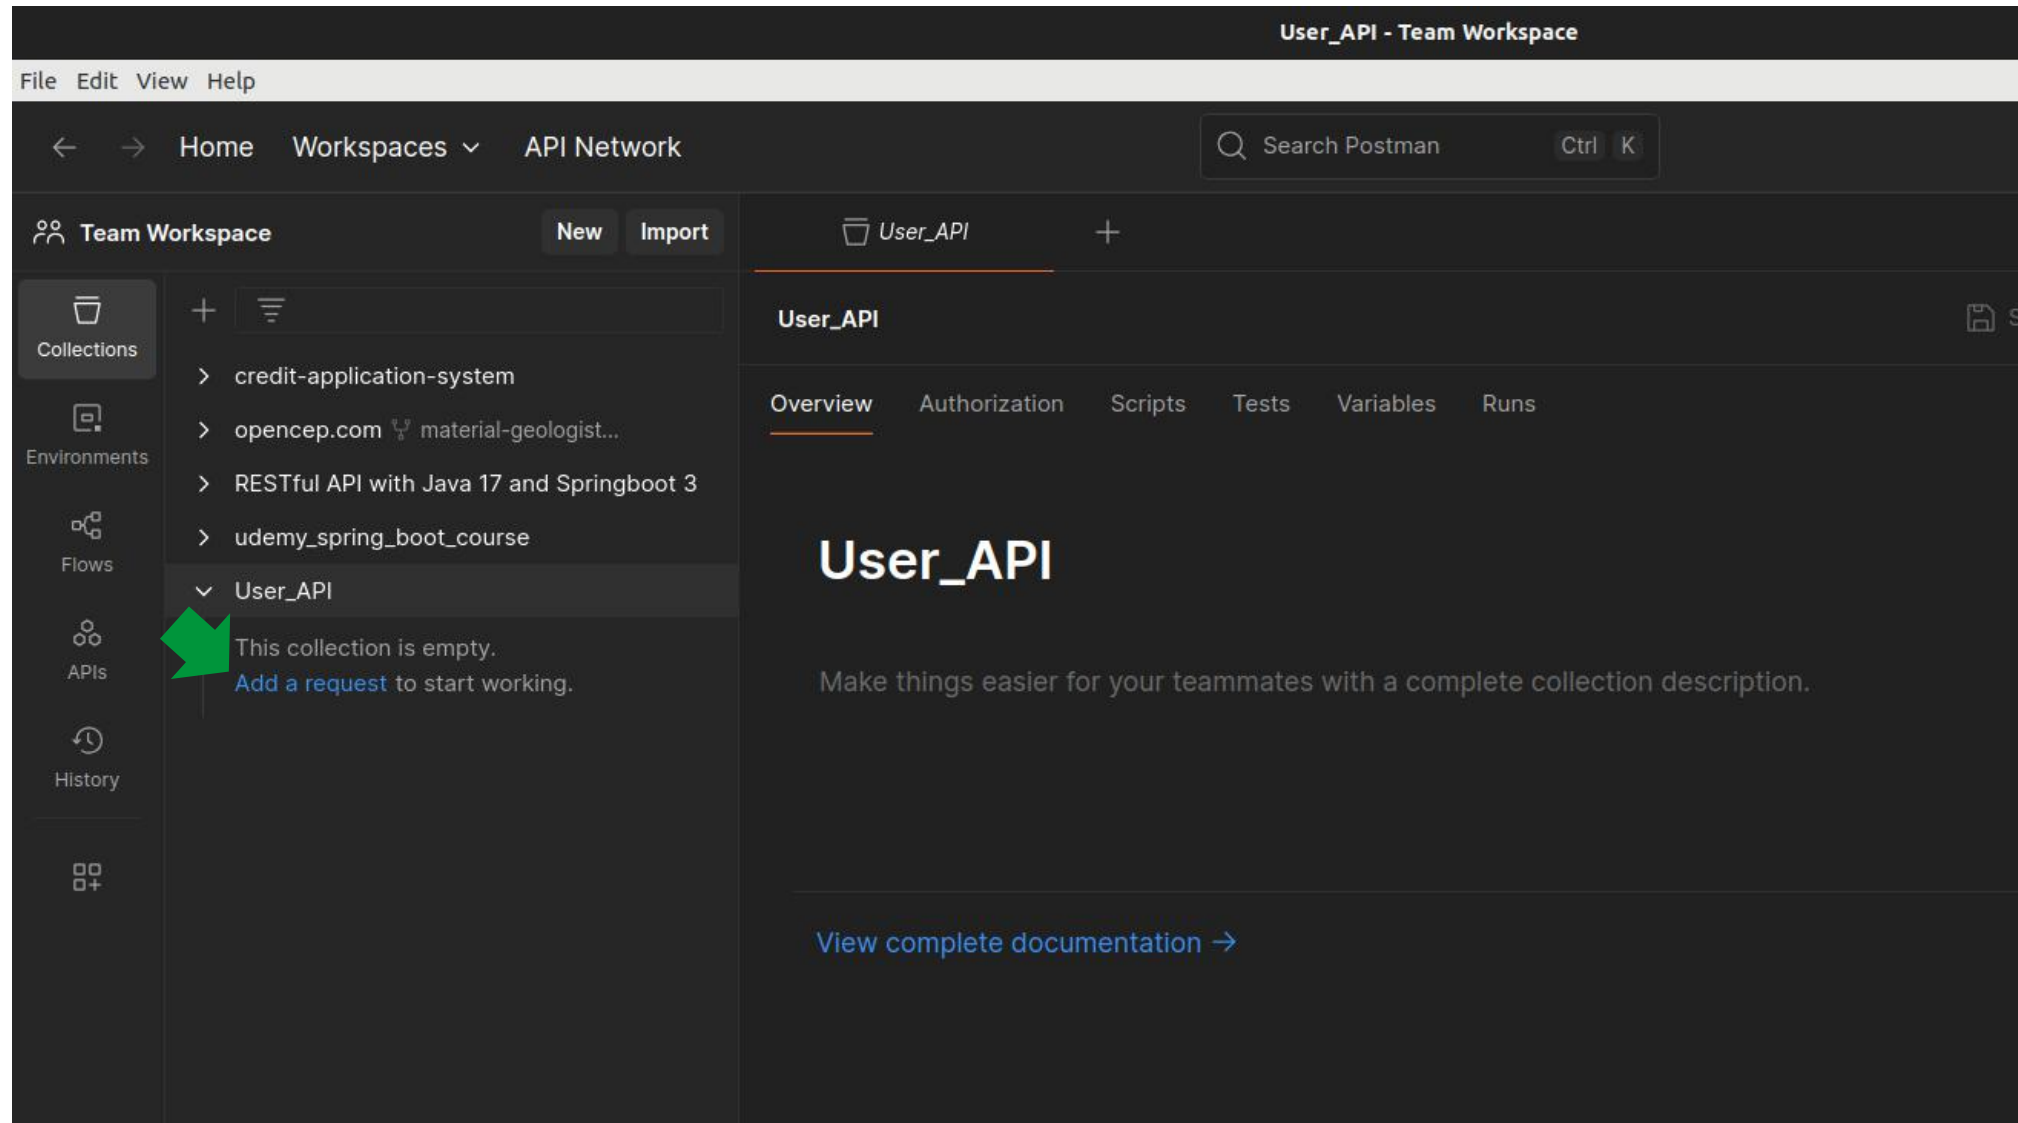 User_API - Team Workspace
File Edit View Help
Home Workspaces API Network
Search Postman Ctrl K
Team Workspace New Import
User_API
Collections
credit-application-system
opencep.com material-geologist...
RESTful API with Java 17 and Springboot 3
udemy_spring_boot_course
User_API
This collection is empty.
Add a request to start working.
Environments
Flows
APIs
History
User_API
Overview Authorization Scripts Tests Variables Runs
User_API
Make things easier for your teammates with a complete collection description.
View complete documentation →